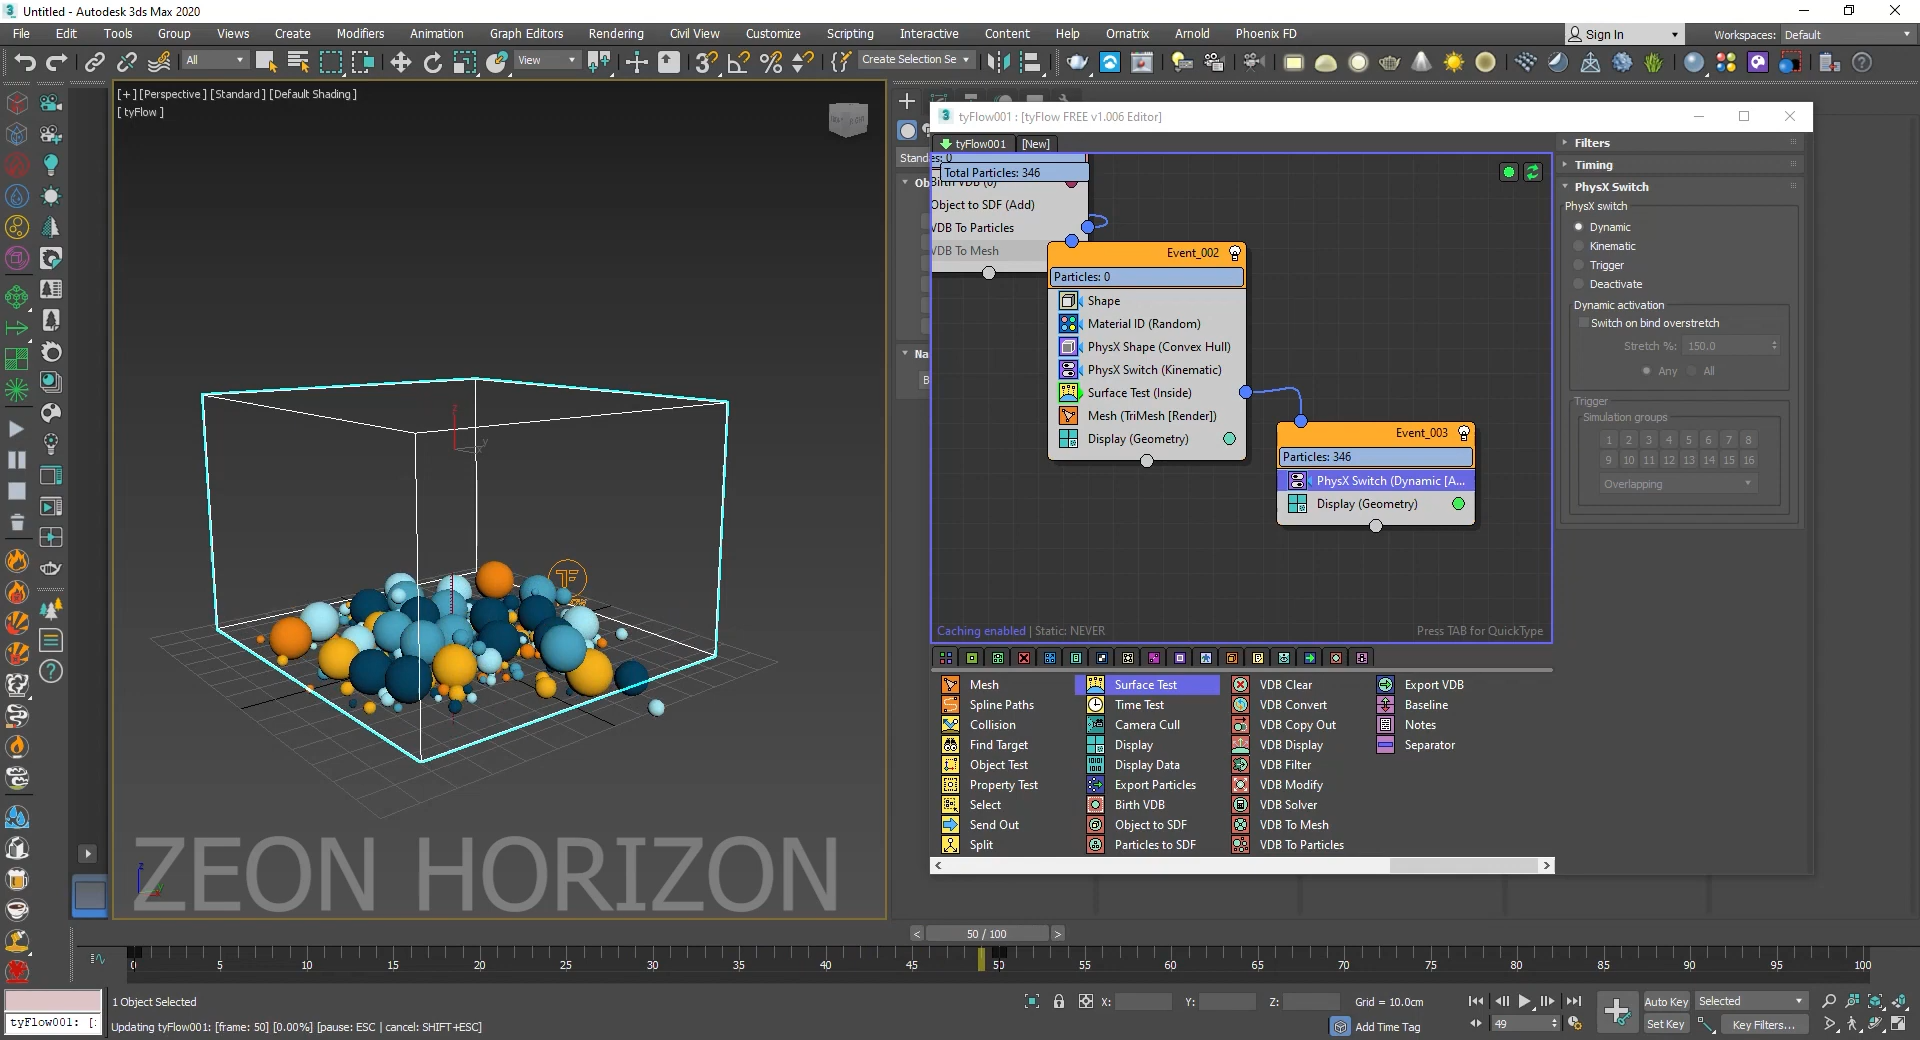 Untitled - Autodesk 3ds Max 2020
File Edit Tools Group Views Create Modifiers Animation Graph Editors Rendering Civil View Customize Scripting Interactive Content Help Ornatrix Arnold Phoenix FD
Sign In
Workspaces: Default
All
View
Create Selection Se
[+] [Perspective] [Standard] [Default Shading]
[ tyFlow ]
ZEON HORIZON
tyFlow001 : [tyFlow FREE v1.006 Editor]
tyFlow001 [New]
Total Particles: 346
Birth VDB (0)
Object to SDF (Add)
VDB To Particles
VDB To Mesh
Event_002
Particles: 0
Shape
Material ID (Random)
PhysX Shape (Convex Hull)
PhysX Switch (Kinematic)
Surface Test (Inside)
Mesh (TriMesh [Render])
Display (Geometry)
Event_003
Particles: 346
PhysX Switch (Dynamic [A...
Display (Geometry)
Caching enabled | Static: NEVER
Press TAB for QuickType
Filters
Timing
PhysX Switch
PhysX switch
Dynamic
Kinematic
Trigger
Deactivate
Dynamic activation
Switch on bind overstretch
Stretch %: 150.0
Any All
Trigger
Simulation groups
1 2 3 4 5 6 7 8
9 10 11 12 13 14 15 16
Overlapping
Mesh Surface Test VDB Clear Export VDB
Spline Paths Time Test VDB Convert Baseline
Collision Camera Cull VDB Copy Out Notes
Find Target Display VDB Display Separator
Object Test Display Data VDB Filter
Property Test Export Particles VDB Modify
Select Birth VDB VDB Solver
Send Out Object to SDF VDB To Mesh
Split Particles to SDF VDB To Particles
50 / 100
0 5 10 15 20 25 30 35 40 45 50 55 60 65 70 75 80 85 90 95 100
1 Object Selected
X: Y: Z: Grid = 10.0cm
Auto Key Selected
tyFlow001: [
Updating tyFlow001: [frame: 50] [0.00%] [pause: ESC | cancel: SHIFT+ESC]
Add Time Tag
49
Set Key Key Filters...